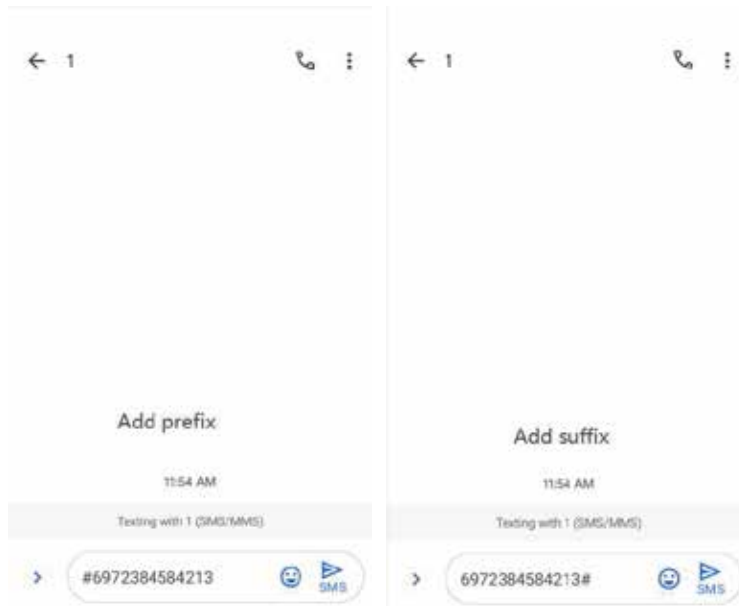 1
Add prefix
11:54 AM
Texting with 1 (SMS/MMS)
#6972384584213
SMS
1
Add suffix
11:54 AM
Texting with 1 (SMS/MMS)
6972384584213#
SMS